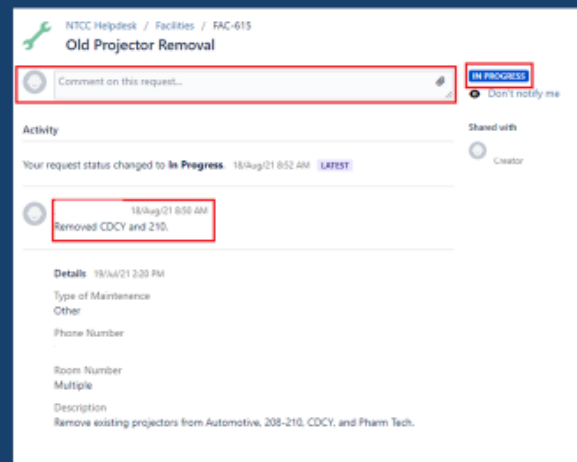 NTCC Helpdesk / Facilities / FAC-615
Old Projector Removal
Comment on this request...
IN PROGRESS
Don't notify me
Activity
Shared with
Creator
Your request status changed to In Progress. 18/Aug/21 8:52 AM LATEST
18/Aug/21 8:50 AM
Removed CDCY and 210.
Details 19/Jul/21 2:20 PM
Type of Maintenence
Other
Phone Number
Room Number
Multiple
Description
Remove existing projectors from Automotive, 208-210, CDCY, and Pharm Tech.